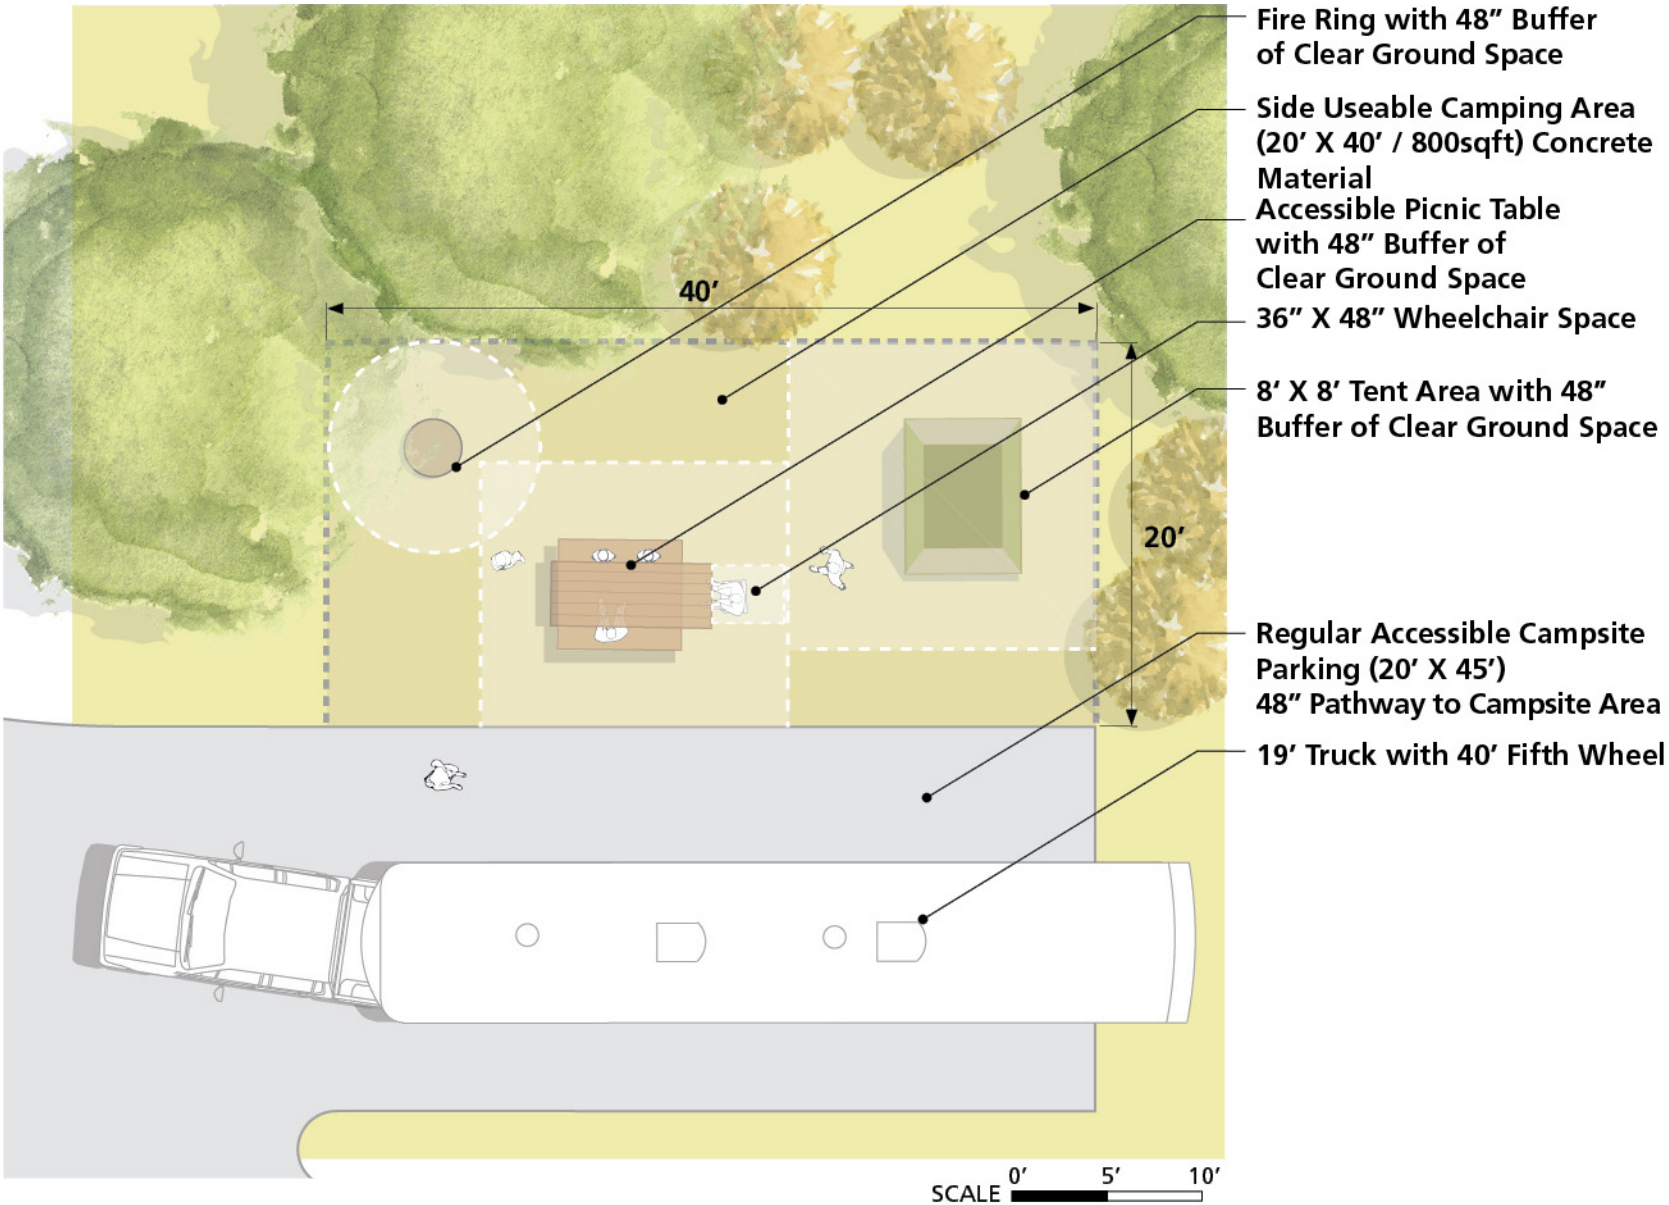 Fire Ring with 48” Buffer
of Clear Ground Space
Side Useable Camping Area
(20’ X 40’ / 800sqft) Concrete
Material
Accessible Picnic Table
with 48” Buffer of
Clear Ground Space
40’
36” X 48” Wheelchair Space
8’ X 8’ Tent Area with 48”
Buffer of Clear Ground Space
20’
Regular Accessible Campsite
Parking (20’ X 45’)
48” Pathway to Campsite Area
19’ Truck with 40’ Fifth Wheel
0’ 5’ 10’
SCALE